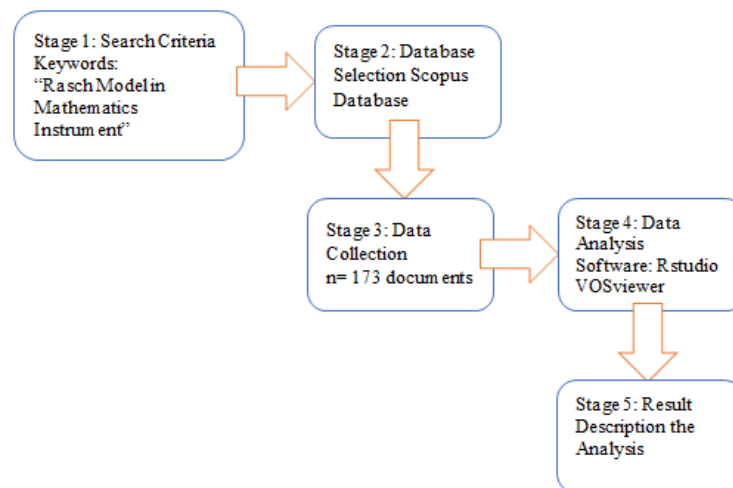 Stage 1: Search Criteria
Keywords:
“Rasch Model in
Mathematics
Instrument”
Stage 2: Database
Selection Scopus
Database
Stage 3: Data
Collection
n= 173 documents
Stage 4: Data
Analysis
Software: Rstudio
VOSviewer
Stage 5: Result
Description the
Analysis